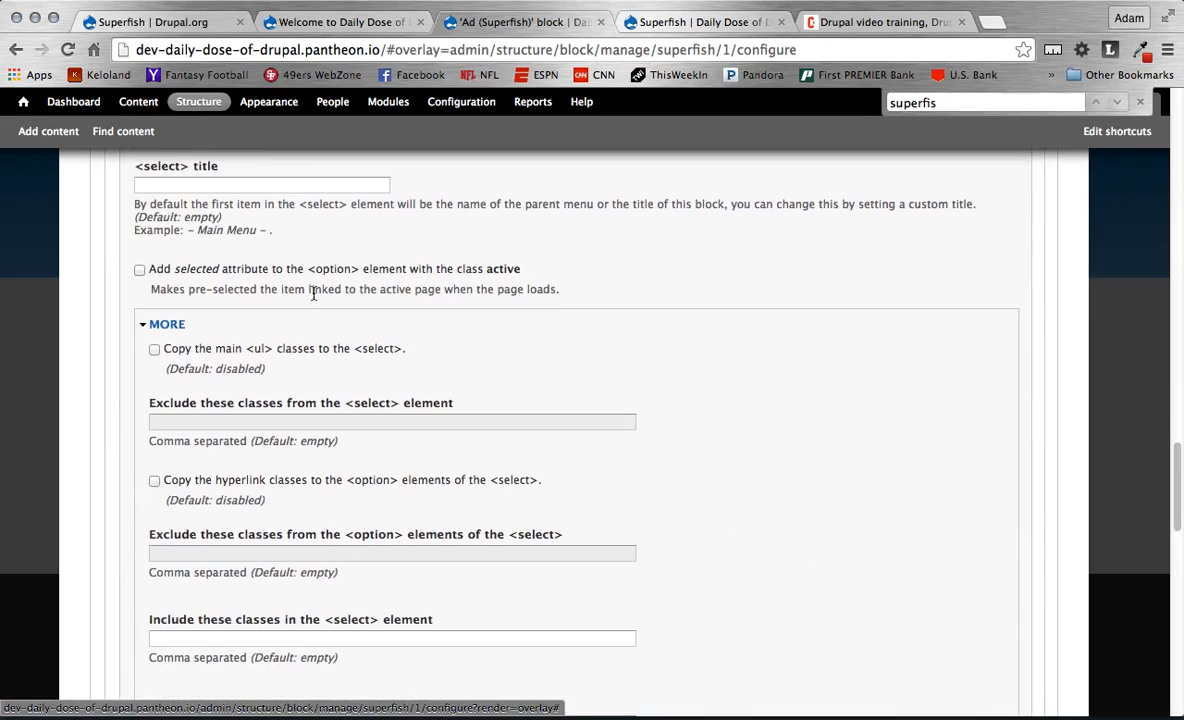 Superfish | Drupal.org
Welcome to Daily Dose of
'Ad (Superfish)' block | Dai
Superfish | Daily Dose of D
Drupal video training, Dru
Adam
dev-daily-dose-of-drupal.pantheon.io/#overlay=admin/structure/block/manage/superfish/1/configure
Apps Keloland Fantasy Football 49ers WebZone Facebook NFL ESPN CNN ThisWeekIn Pandora First PREMIER Bank U.S. Bank » Other Bookmarks
Dashboard Content Structure Appearance People Modules Configuration Reports Help
superfis
Add content Find content Edit shortcuts
<select> title
By default the first item in the <select> element will be the name of the parent menu or the title of this block, you can change this by setting a custom title.
(Default: empty)
Example: - Main Menu - .
Add selected attribute to the <option> element with the class active
Makes pre-selected the item linked to the active page when the page loads.
MORE
Copy the main <ul> classes to the <select>.
(Default: disabled)
Exclude these classes from the <select> element
Comma separated (Default: empty)
Copy the hyperlink classes to the <option> elements of the <select>.
(Default: disabled)
Exclude these classes from the <option> elements of the <select>
Comma separated (Default: empty)
Include these classes in the <select> element
Comma separated (Default: empty)
dev-daily-dose-of-drupal.pantheon.io/admin/structure/block/manage/superfish/1/configure?render=overlay#